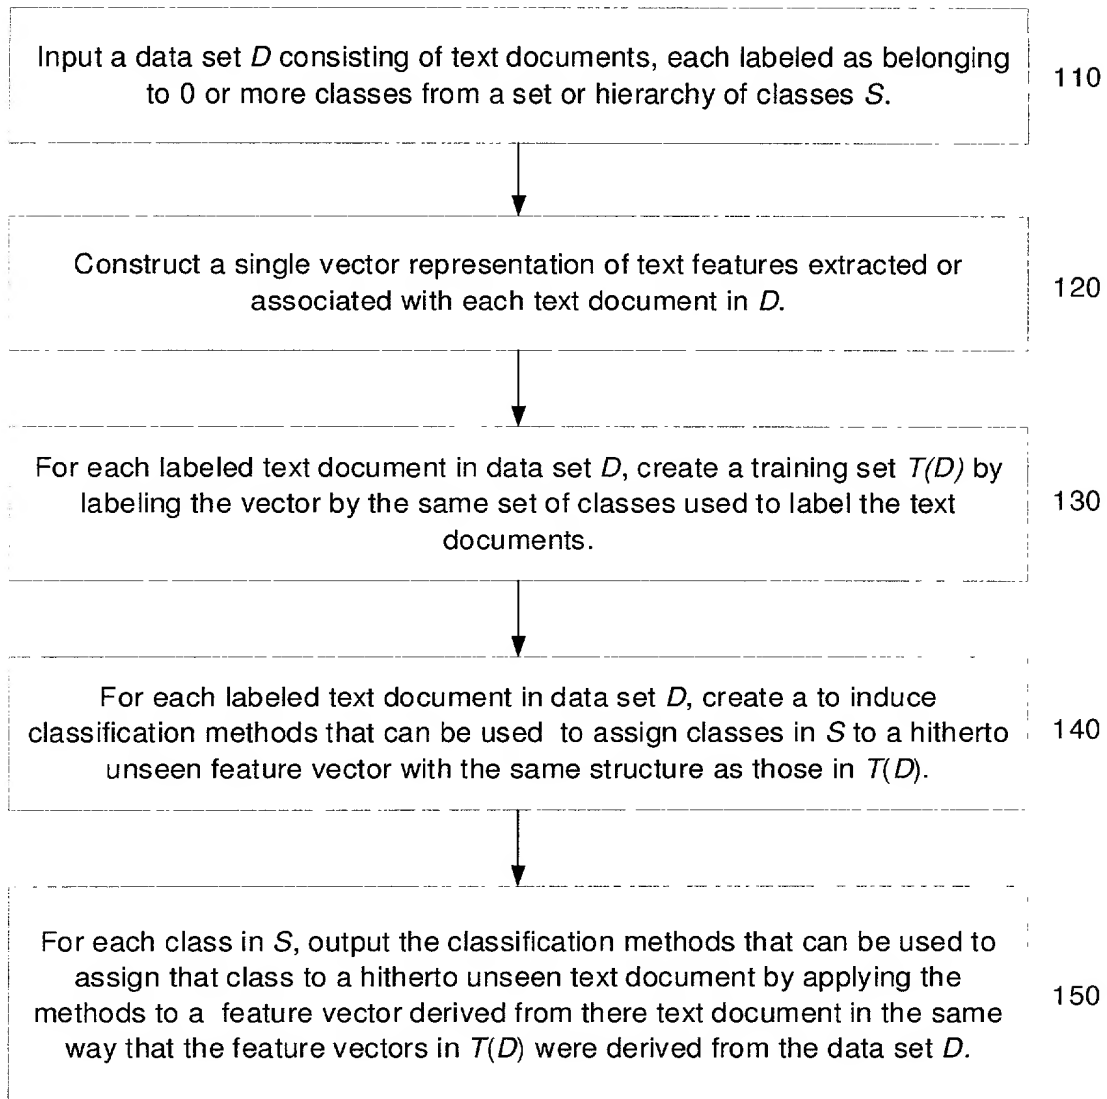 Input a data set D consisting of text documents, each labeled as belonging
to 0 or more classes from a set or hierarchy of classes S.
110
Construct a single vector representation of text features extracted or
associated with each text document in D.
120
For each labeled text document in data set D, create a training set T(D) by
labeling the vector by the same set of classes used to label the text
documents.
130
For each labeled text document in data set D, create a to induce
classification methods that can be used to assign classes in S to a hitherto
unseen feature vector with the same structure as those in T(D).
140
For each class in S, output the classification methods that can be used to
assign that class to a hitherto unseen text document by applying the
methods to a feature vector derived from there text document in the same
way that the feature vectors in T(D) were derived from the data set D.
150